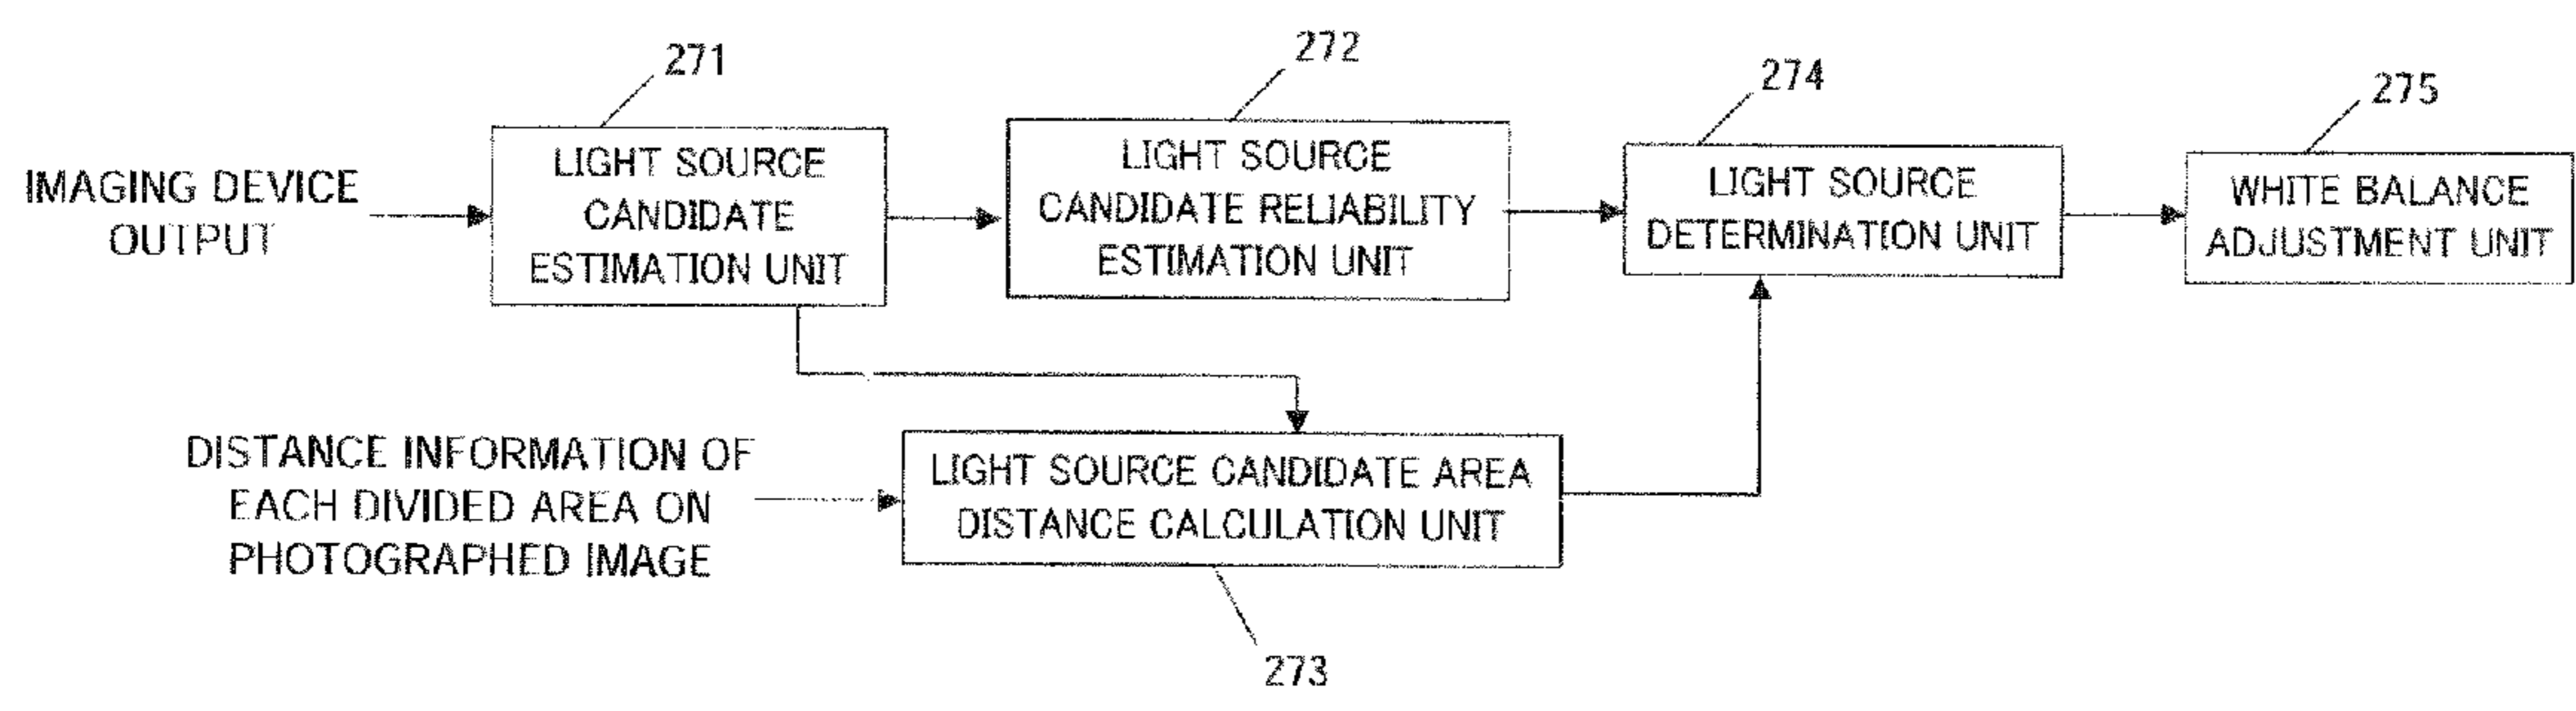 271
272
274
275
IMAGING DEVICE
OUTPUT
LIGHT SOURCE
CANDIDATE
ESTIMATION UNIT
LIGHT SOURCE
CANDIDATE RELIABILITY
ESTIMATION UNIT
LIGHT SOURCE
DETERMINATION UNIT
WHITE BALANCE
ADJUSTMENT UNIT
DISTANCE INFORMATION OF
EACH DIVIDED AREA ON
PHOTOGRAPHED IMAGE
LIGHT SOURCE CANDIDATE AREA
DISTANCE CALCULATION UNIT
273